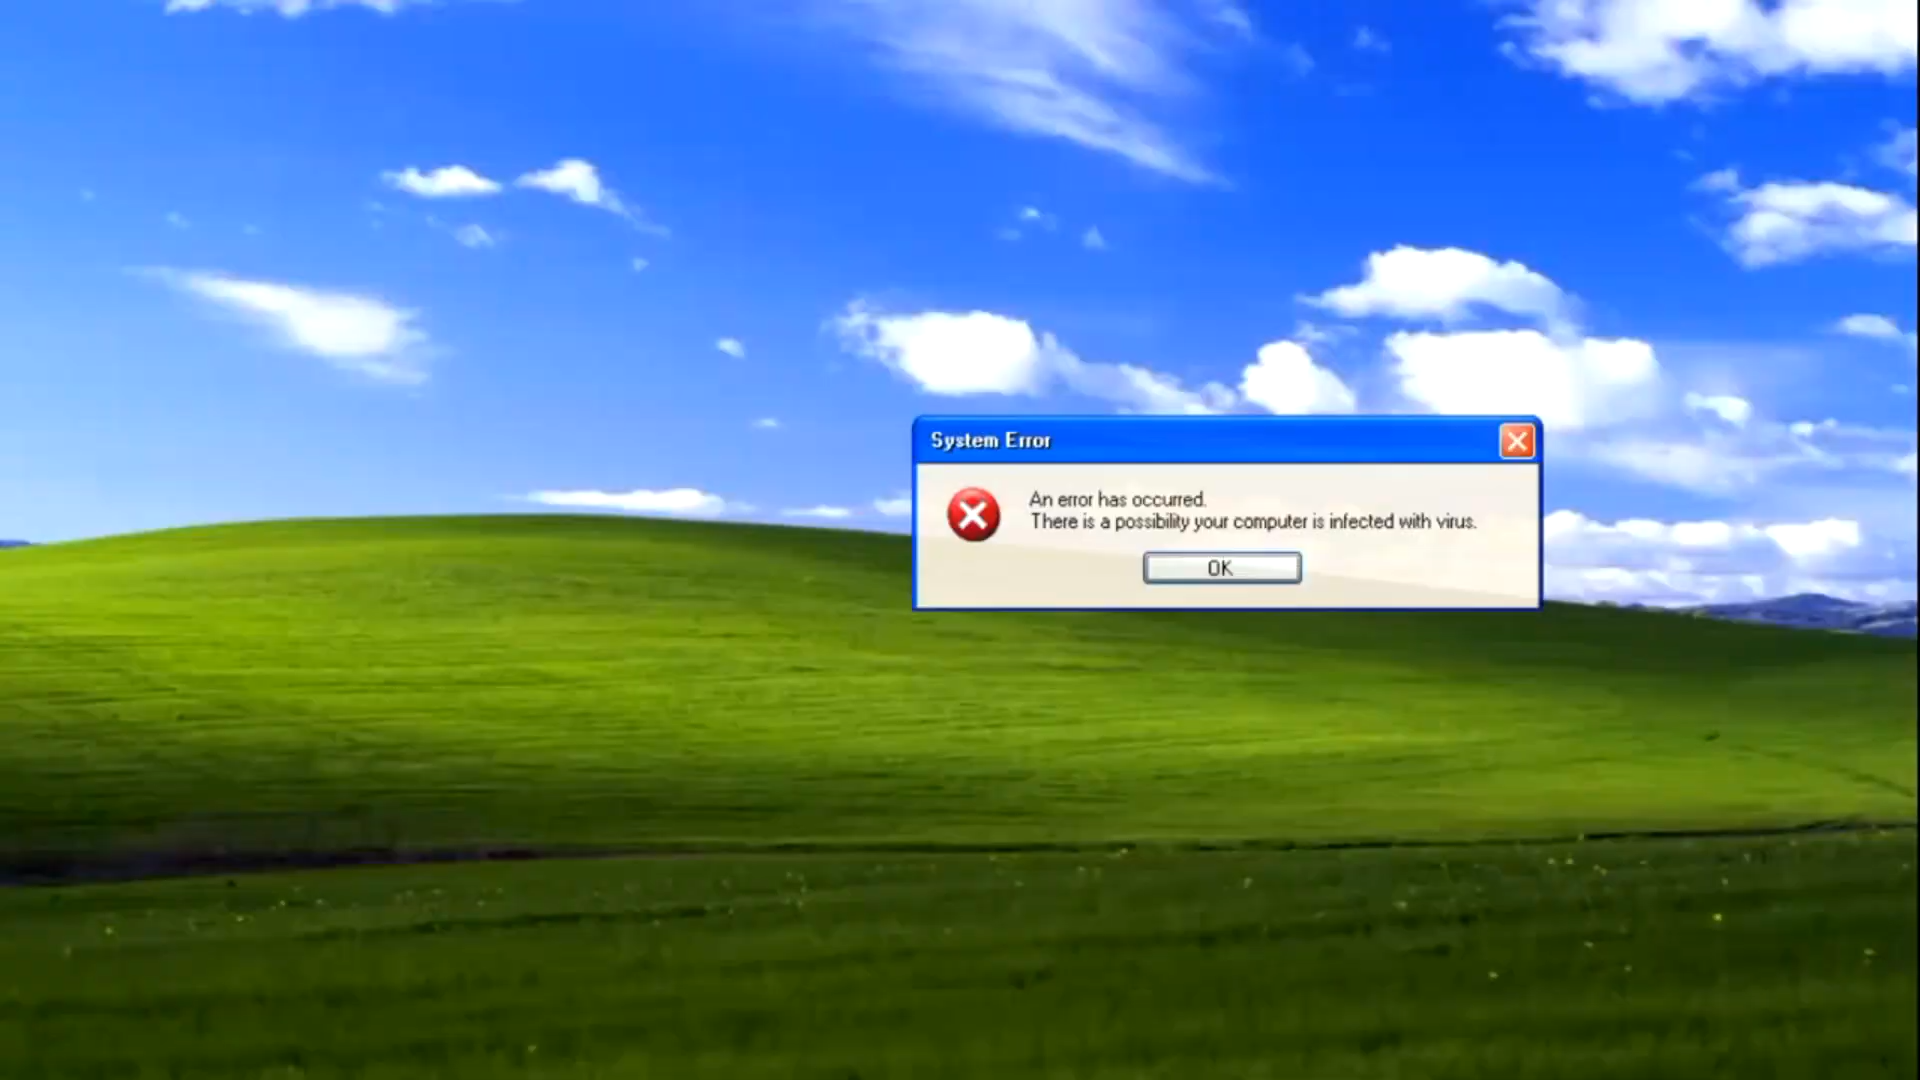 System Error
An error has occurred.
There is a possibility your computer is infected with virus.
OK